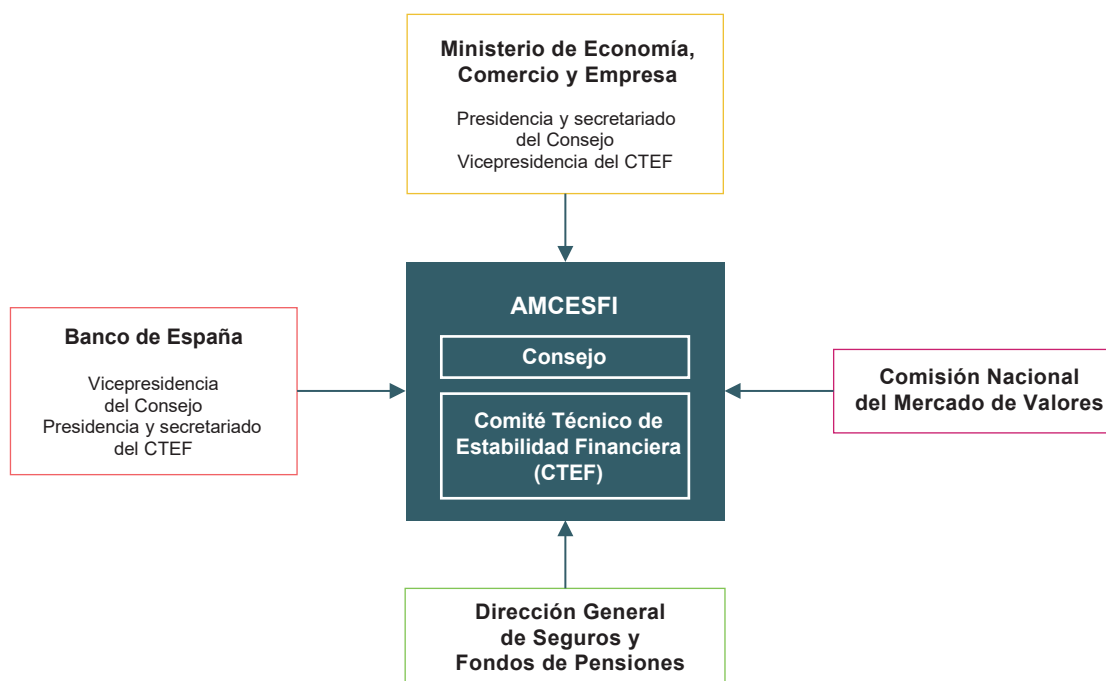 Ministerio de Economía,
Comercio y Empresa
Presidencia y secretariado
del Consejo
Vicepresidencia del CTEF
Banco de España
Vicepresidencia
del Consejo
Presidencia y secretariado
del CTEF
AMCESFI
Consejo
Comité Técnico de
Estabilidad Financiera
(CTEF)
Comisión Nacional
del Mercado de Valores
Dirección General
de Seguros y
Fondos de Pensiones